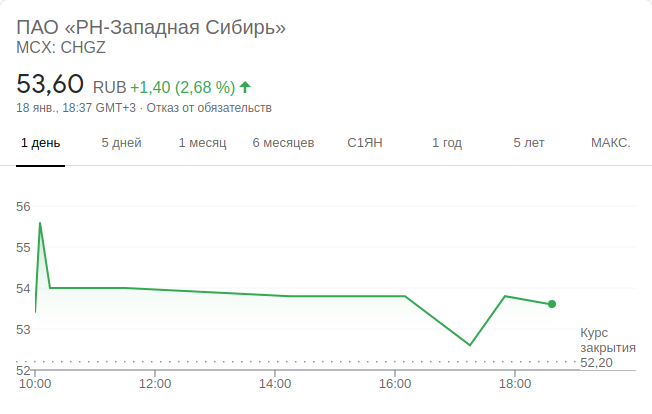 ПАО «РН-Западная Сибирь»
MCX: CHGZ
53,60 RUB +1,40 (2,68 %)
18 янв., 18:37 GMT+3 · Отказ от обязательств
1 день 5 дней 1 месяц 6 месяцев С1ЯН 1 год 5 лет МАКС.
56
55
54
53
Курс
закрытия
52,20
52
10:00 12:00 14:00 16:00 18:00